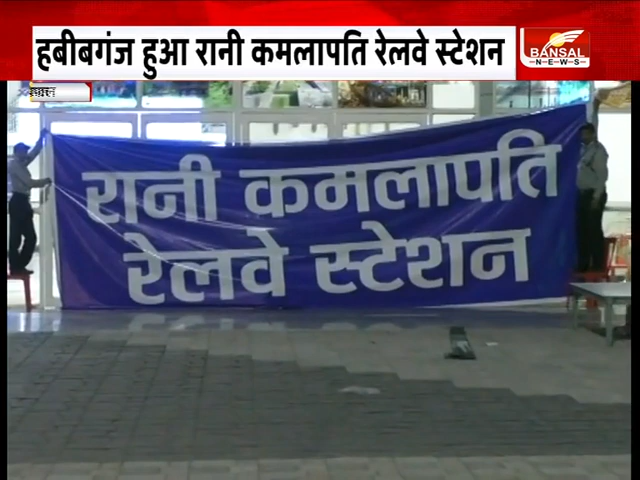 हबीबगंज हुआ रानी कमलापति रेलवे स्टेशन
BANSAL
NEWS
रानी कमलापति
रेलवे स्टेशन